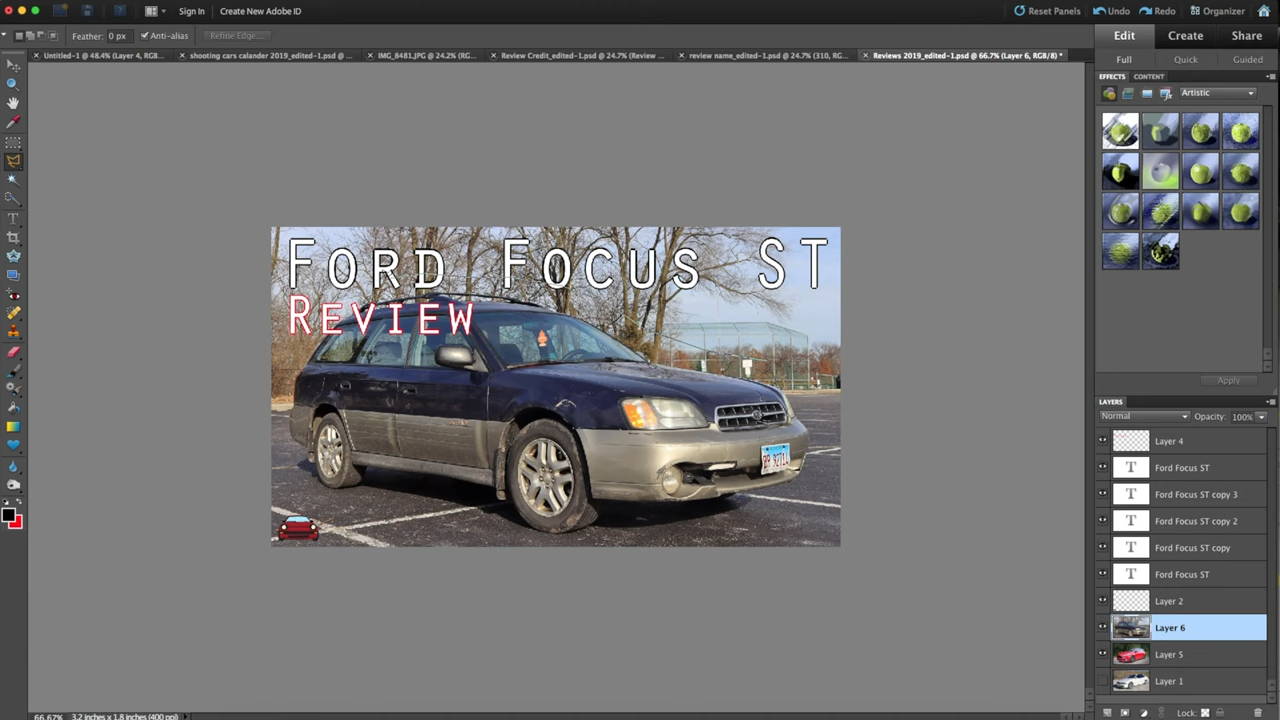 Sign In Create New Adobe ID Reset Panels Undo Redo Organizer
Feather: 0 px Anti-alias Refine Edge... Edit Create Share
Untitled-1 @ 48.4% (Layer 4, RGB... shooting cars calander 2019_edited-1.psd @ ... IMG_8481.JPG @ 24.2% (RG... Review Credit_edited-1.psd @ 24.7% (Review ... review name_edited-1.psd @ 24.7% (310, RG... Reviews 2019_edited-1.psd @ 66.7% (Layer 6, RGB/8) *
Full Quick Guided
EFFECTS CONTENT
Artistic
Ford Focus ST
Review
Apply
LAYERS
Normal Opacity: 100%
Layer 4
Ford Focus ST
Ford Focus ST copy 3
Ford Focus ST copy 2
Ford Focus ST copy
Ford Focus ST
Layer 2
Layer 6
Layer 5
Layer 1
Lock:
66.67% 3.2 inches x 1.8 inches (400 ppi)